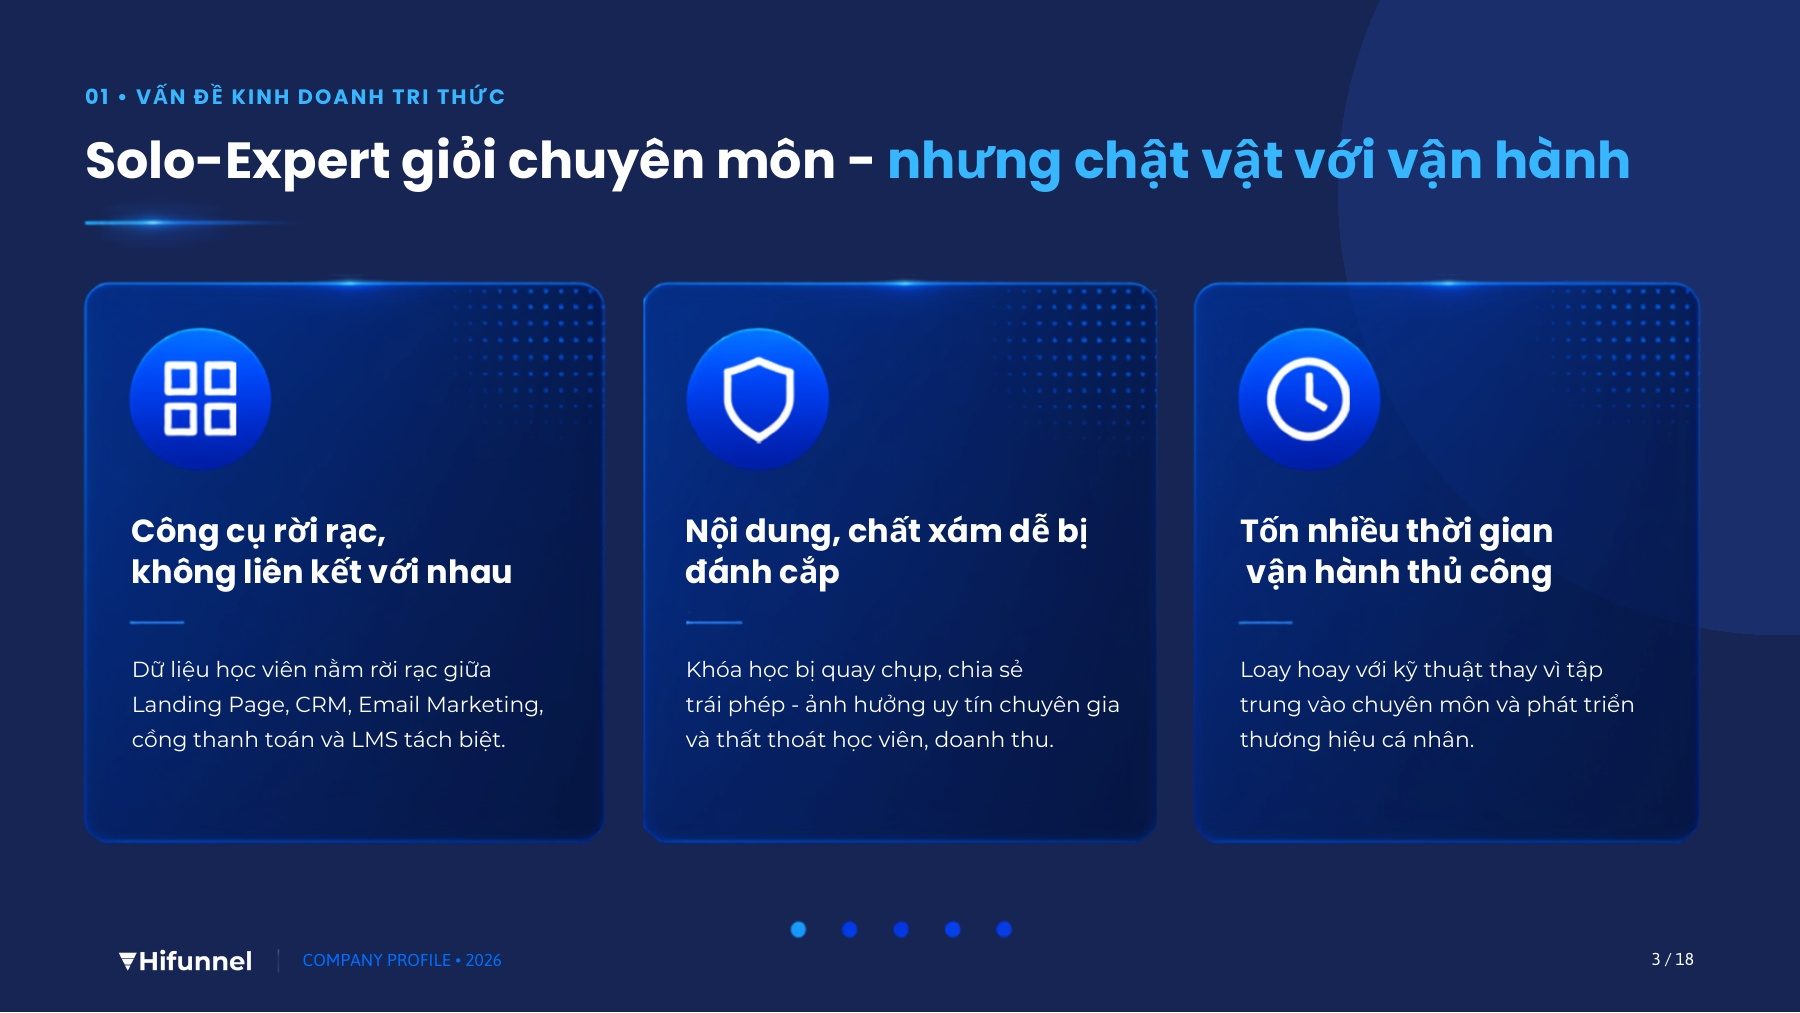 01 • VẤN ĐỀ KINH DOANH TRI THỨC
Solo-Expert giỏi chuyên môn - nhưng chật vật với vận hành
Công cụ rời rạc,
không liên kết với nhau
Dữ liệu học viên nằm rời rạc giữa
Landing Page, CRM, Email Marketing,
cồng thanh toán và LMS tách biệt.
Nội dung, chất xám dễ bị
đánh cắp
Khóa học bị quay chụp, chia sẻ
trái phép - ảnh hưởng uy tín chuyên gia
và thất thoát học viên, doanh thu.
Tốn nhiều thời gian
vận hành thủ công
Loay hoay với kỹ thuật thay vì tập
trung vào chuyên môn và phát triển
thương hiệu cá nhân.
Hifunnel
COMPANY PROFILE • 2026
3 / 18